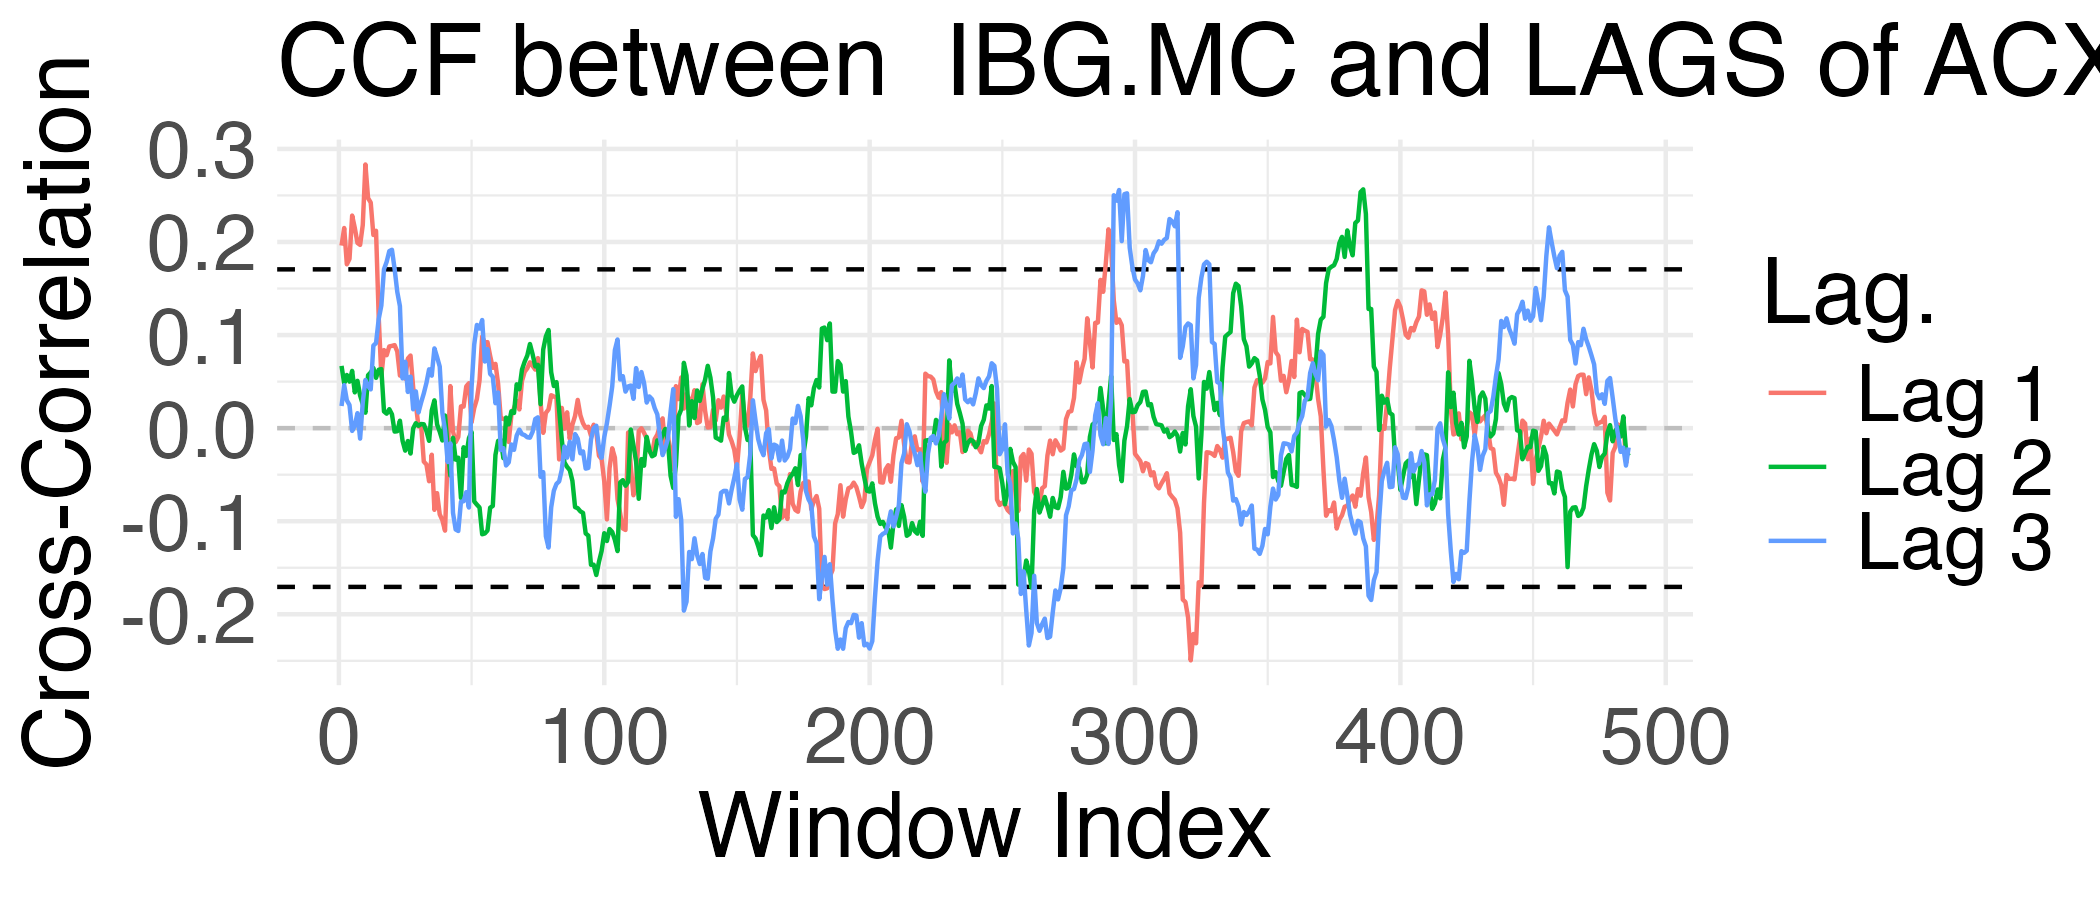 CCF between  IBG.MC and LAGS of ACX
Cross-Correlation
0.3
0.2
0.1
0.0
-0.1
-0.2
0 100 200 300 400 500
Window Index
Lag.
Lag 1
Lag 2
Lag 3